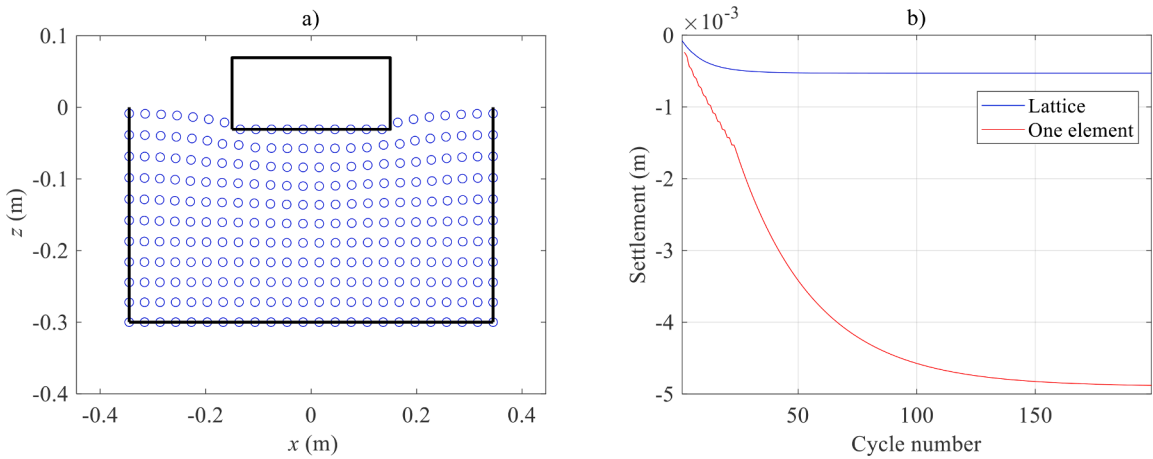 a)
0.1
0
-0.1
-0.2
-0.3
-0.4
z (m)
-0.4 -0.2 0 0.2 0.4
x (m)
b)
×10⁻³
0
-1
-2
-3
-4
-5
Settlement (m)
Lattice
One element
50 100 150
Cycle number